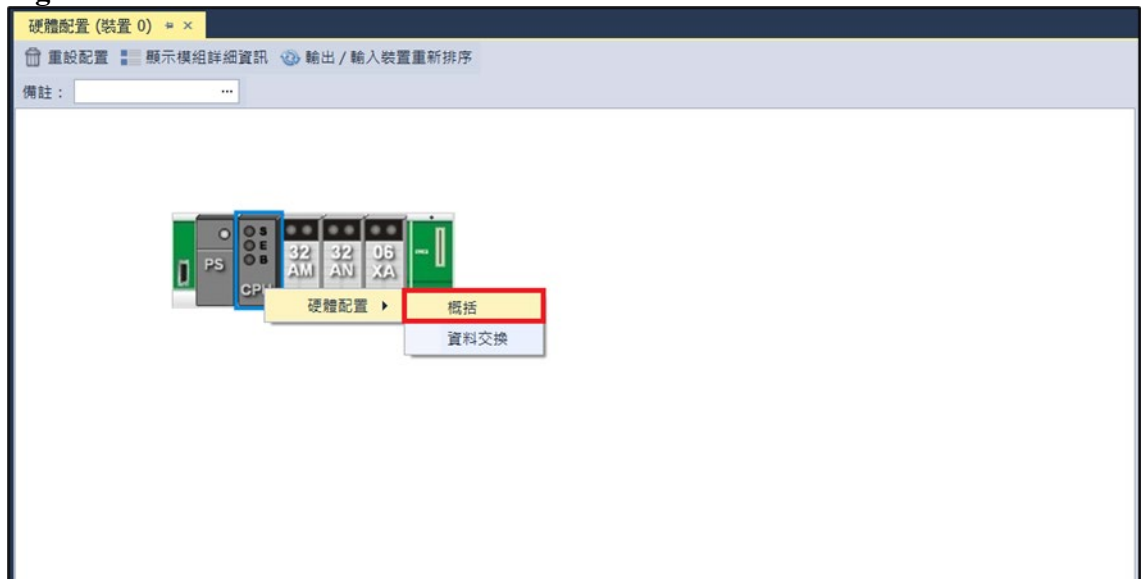 硬體配置 (裝置 0)
重設配置 顯示模組詳細資訊 輸出 / 輸入裝置重新排序
備註： ...
S
E
B
PS
CPU
32
AM
32
AN
06
XA
硬體配置
概括
資料交換